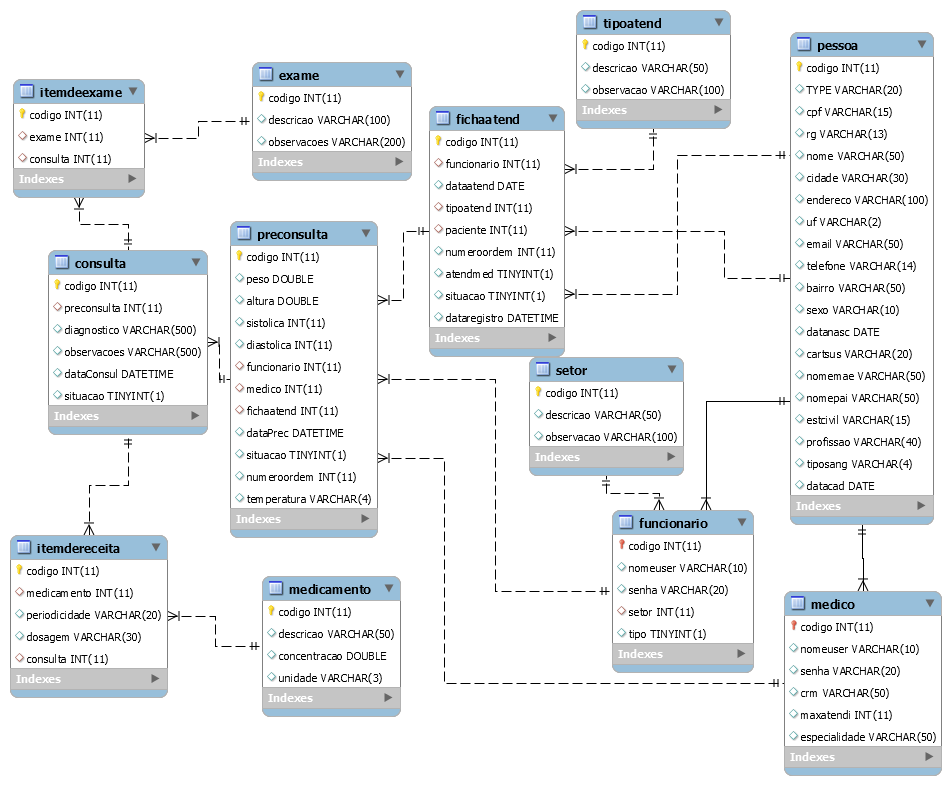 tipoatend
codigo INT(11)
descricao VARCHAR(50)
observacao VARCHAR(100)
Indexes
pessoa
codigo INT(11)
TYPE VARCHAR(20)
cpf VARCHAR(15)
rg VARCHAR(13)
nome VARCHAR(50)
cidade VARCHAR(30)
endereco VARCHAR(100)
uf VARCHAR(2)
email VARCHAR(50)
telefone VARCHAR(14)
bairro VARCHAR(50)
sexo VARCHAR(10)
datanasc DATE
cartsus VARCHAR(20)
nomemae VARCHAR(50)
nomepai VARCHAR(50)
estcivil VARCHAR(15)
profissao VARCHAR(40)
tiposang VARCHAR(4)
datacad DATE
Indexes
exame
codigo INT(11)
descricao VARCHAR(100)
observacoes VARCHAR(200)
Indexes
itemdeexame
codigo INT(11)
exame INT(11)
consulta INT(11)
Indexes
fichaatend
codigo INT(11)
funcionario INT(11)
dataatend DATE
tipoatend INT(11)
paciente INT(11)
numeroordem INT(11)
atendmed TINYINT(1)
situacao TINYINT(1)
dataregistro DATETIME
Indexes
preconsulta
codigo INT(11)
peso DOUBLE
altura DOUBLE
sistolica INT(11)
diastolica INT(11)
funcionario INT(11)
medico INT(11)
fichaatend INT(11)
dataPrec DATETIME
situacao TINYINT(1)
numeroordem INT(11)
temperatura VARCHAR(4)
Indexes
consulta
codigo INT(11)
preconsulta INT(11)
diagnostico VARCHAR(500)
observacoes VARCHAR(500)
dataConsul DATETIME
situacao TINYINT(1)
Indexes
setor
codigo INT(11)
descricao VARCHAR(50)
observacao VARCHAR(100)
Indexes
funcionario
codigo INT(11)
nomeuser VARCHAR(10)
senha VARCHAR(20)
setor INT(11)
tipo TINYINT(1)
Indexes
itemdereceita
codigo INT(11)
medicamento INT(11)
periodicidade VARCHAR(20)
dosagem VARCHAR(30)
consulta INT(11)
Indexes
medicamento
codigo INT(11)
descricao VARCHAR(50)
concentracao DOUBLE
unidade VARCHAR(3)
Indexes
medico
codigo INT(11)
nomeuser VARCHAR(10)
senha VARCHAR(20)
crm VARCHAR(50)
maxatendi INT(11)
especialidade VARCHAR(50)
Indexes